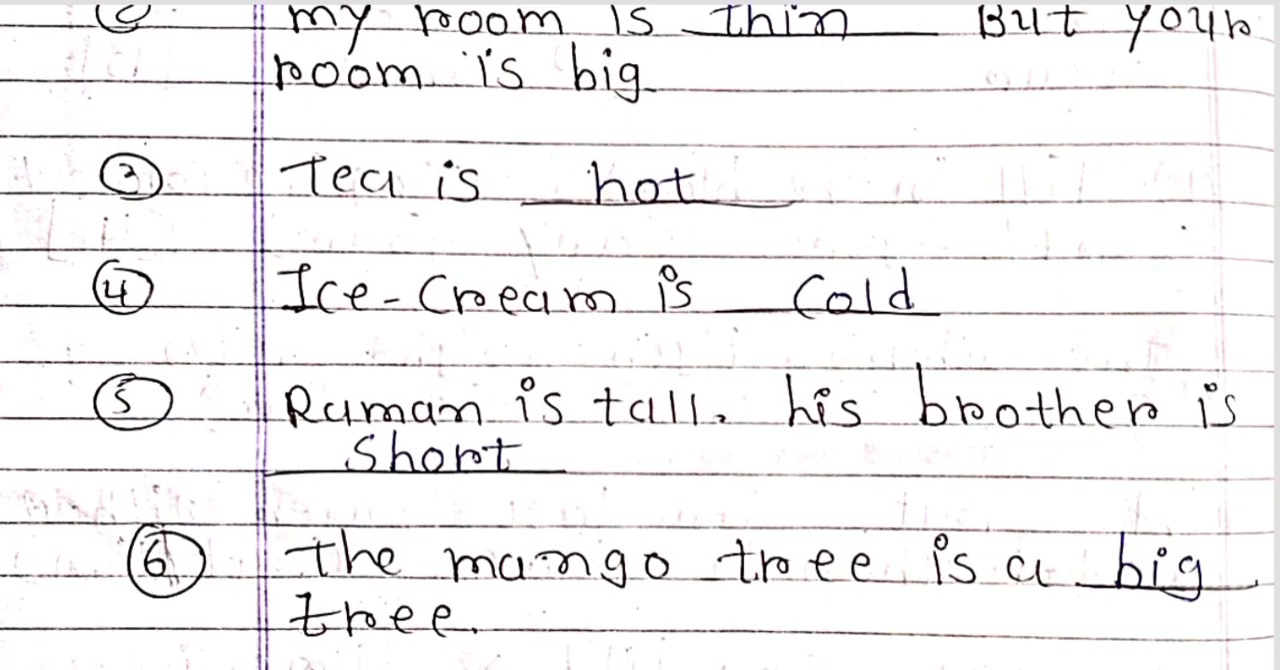 my room is thin But your
room is big
③ Tea is hot
④ Ice-Cream is Cold
⑤ Raman is tall. his brother is
Short
⑥ The mango tree is a big
tree.